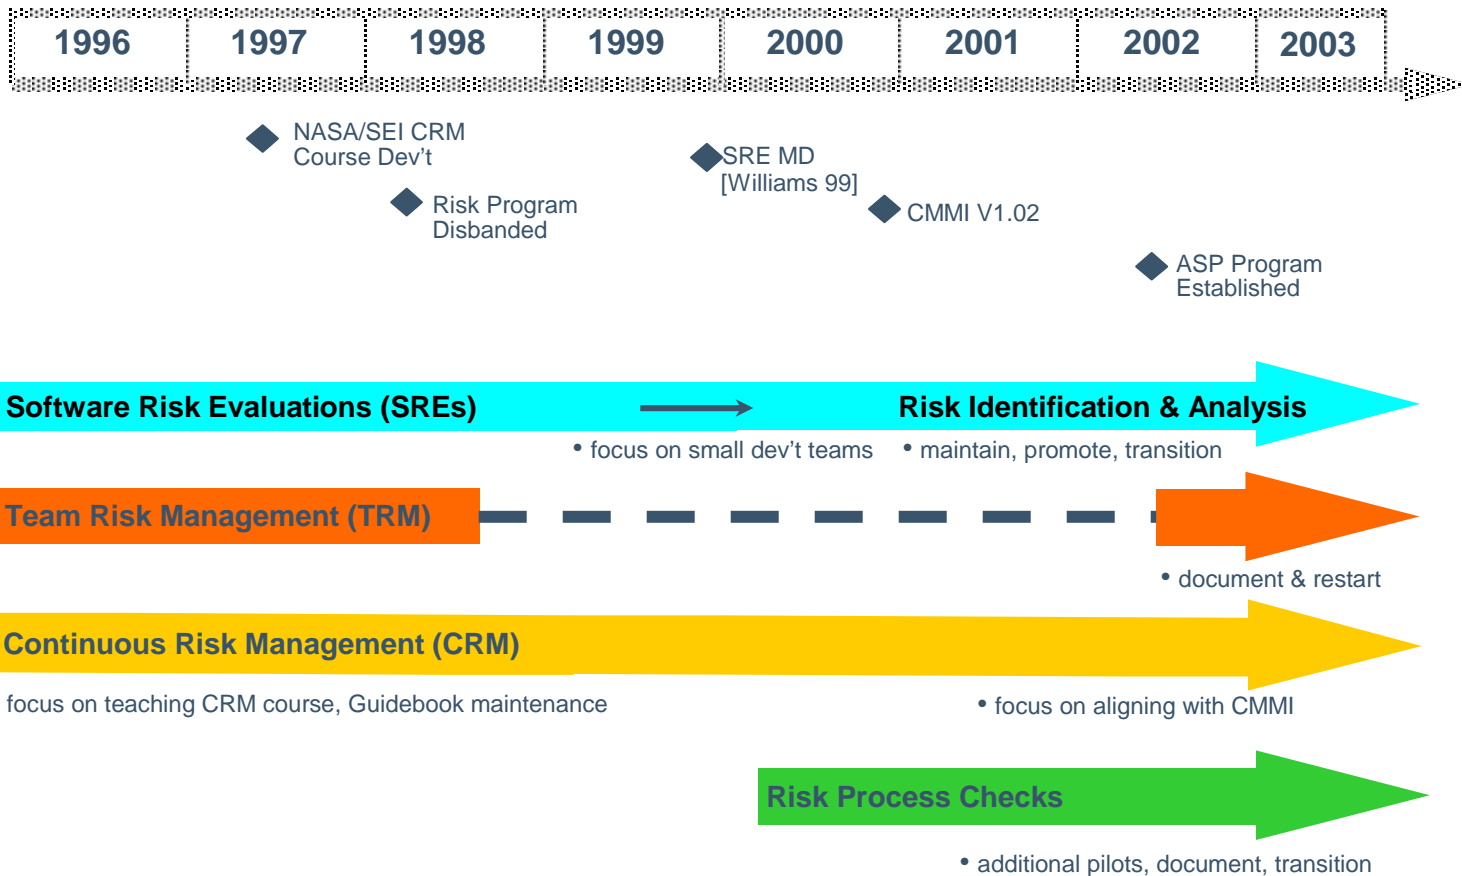 1996 1997 1998 1999 2000 2001 2002 2003
NASA/SEI CRM
Course Dev't
Risk Program
Disbanded
SRE MD
[Williams 99]
CMMI V1.02
ASP Program
Established
Software Risk Evaluations (SREs)
Risk Identification & Analysis
• focus on small dev't teams
• maintain, promote, transition
Team Risk Management (TRM)
• document & restart
Continuous Risk Management (CRM)
focus on teaching CRM course, Guidebook maintenance
• focus on aligning with CMMI
Risk Process Checks
• additional pilots, document, transition